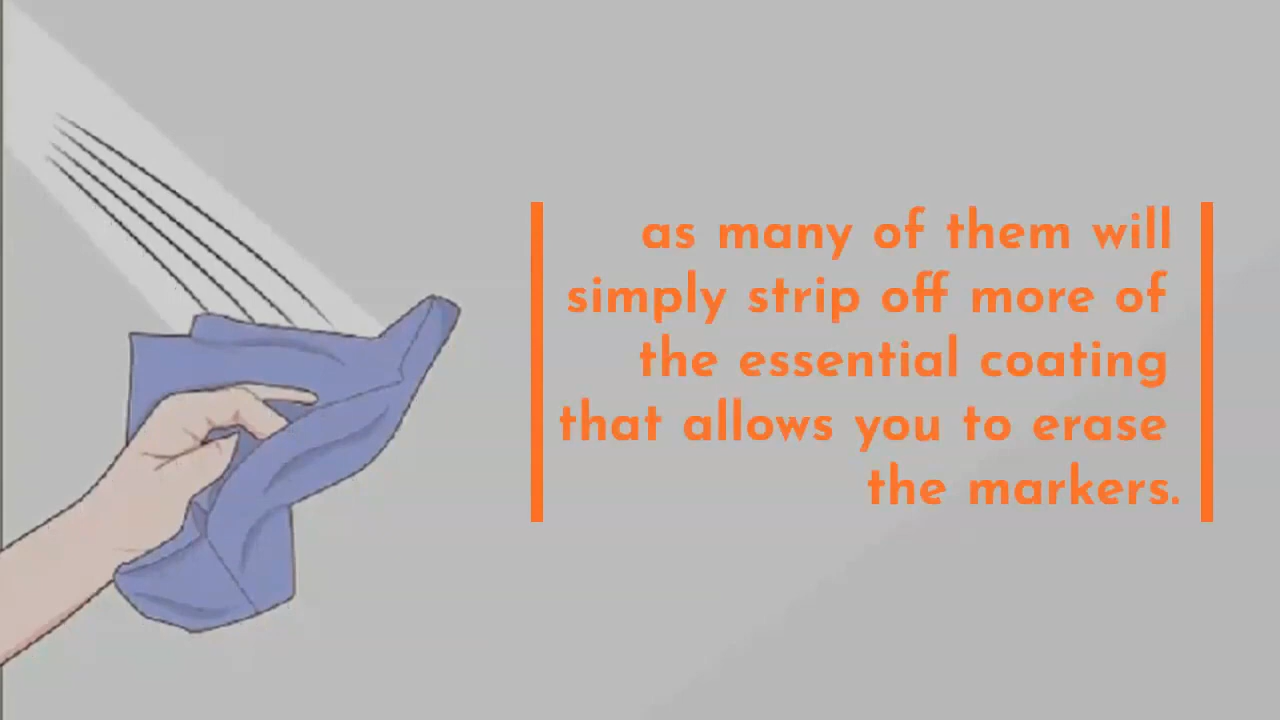 as many of them will
simply strip off more of
the essential coating
that allows you to erase
the markers.